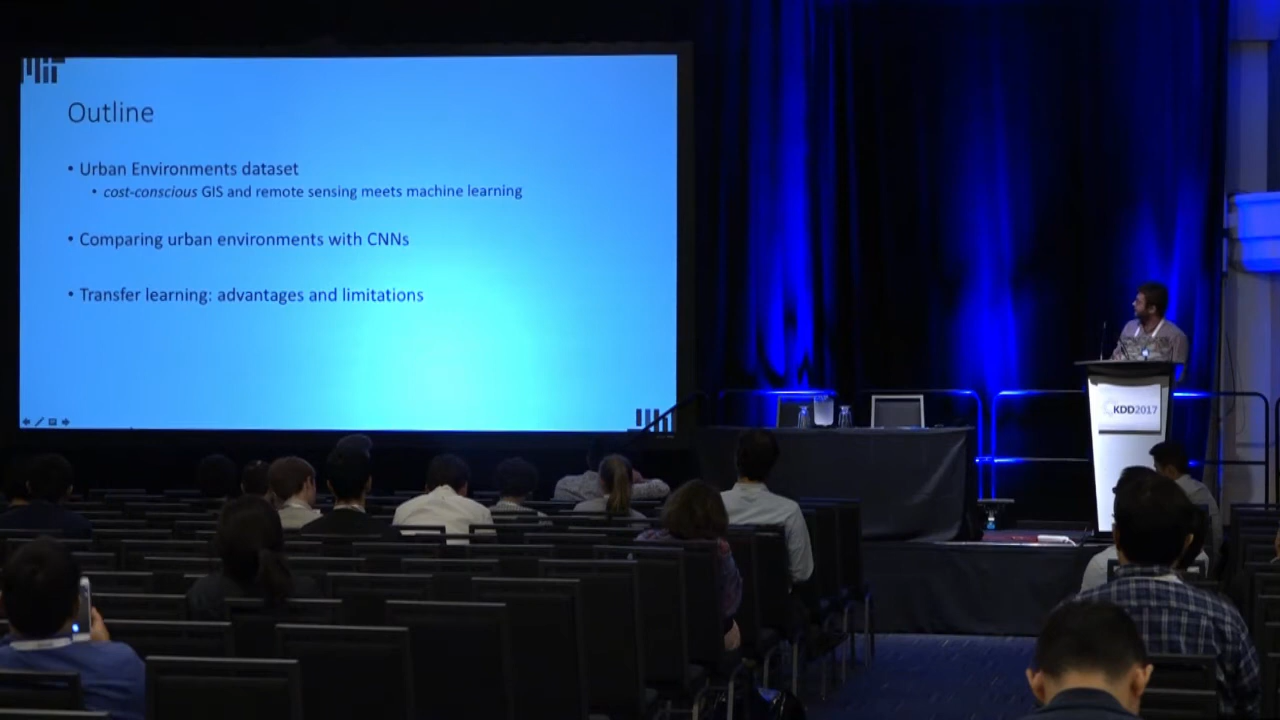 Outline
• Urban Environments dataset
• cost-conscious GIS and remote sensing meets machine learning
• Comparing urban environments with CNNs
• Transfer learning: advantages and limitations
KDD2017